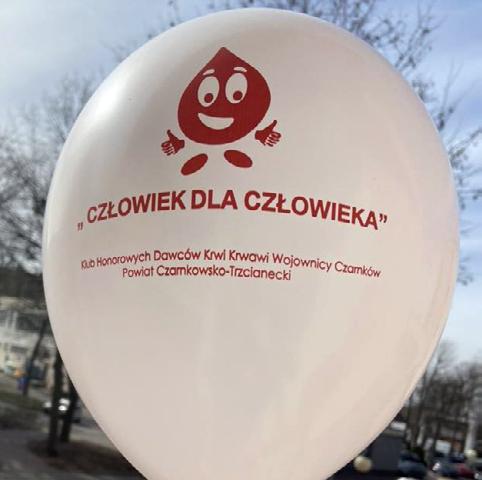 „CZŁOWIEK DLA CZŁOWIEKA”
Klub Honorowych Dawców Krwi Krwawi Wojownicy Czarnków
Powiat Czarnkowsko-Trzcianecki